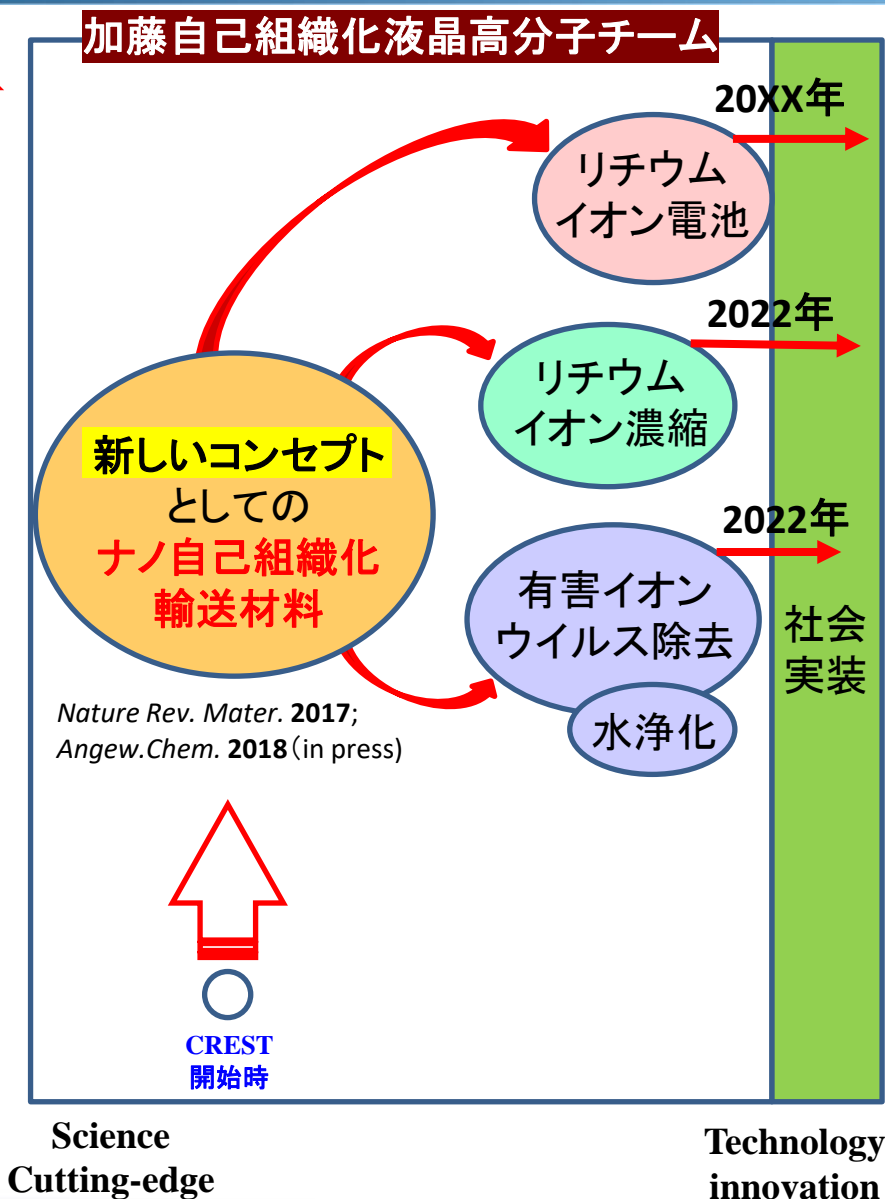 加藤自己組織化液晶高分子チーム
20XX年
リチウム
イオン電池
2022年
リチウム
イオン濃縮
新しいコンセプト
としての
ナノ自己組織化
輸送材料
2022年
有害イオン
ウイルス除去
水浄化
社会
実装
Nature Rev. Mater. 2017;
Angew.Chem. 2018（in press)
CREST
開始時
Science
Cutting-edge
Technology
innovation